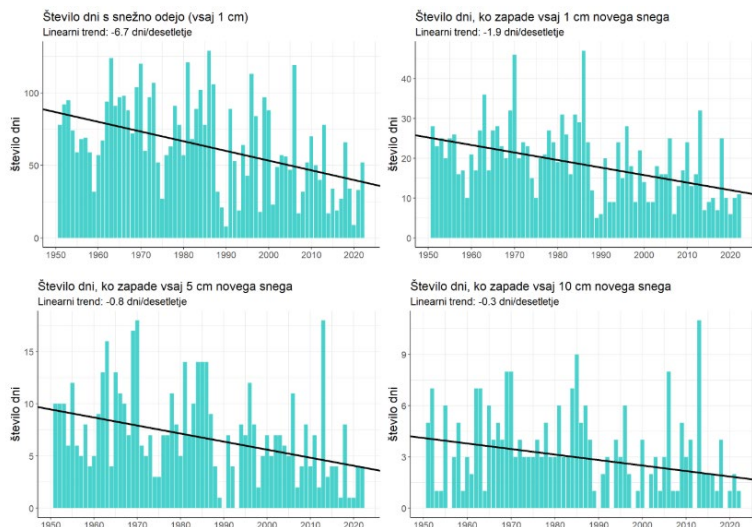 Število dni s snežno odejo (vsaj 1 cm)
Linearni trend: -6.7 dni/desetletje
število dni
100
50
0
1950 1960 1970 1980 1990 2000 2010 2020
Število dni, ko zapade vsaj 1 cm novega snega
Linearni trend: -1.9 dni/desetletje
število dni
40
30
20
10
0
1950 1960 1970 1980 1990 2000 2010 2020
Število dni, ko zapade vsaj 5 cm novega snega
Linearni trend: -0.8 dni/desetletje
število dni
15
10
5
0
1950 1960 1970 1980 1990 2000 2010 2020
Število dni, ko zapade vsaj 10 cm novega snega
Linearni trend: -0.3 dni/desetletje
število dni
9
6
3
0
1950 1960 1970 1980 1990 2000 2010 2020